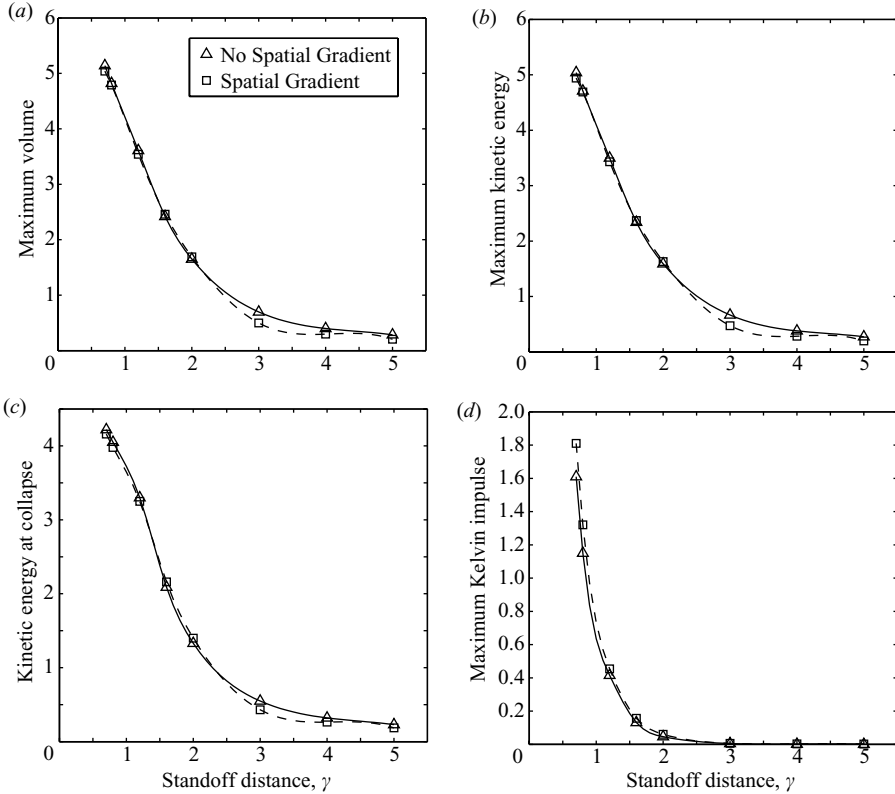 (a)
(b)
No Spatial Gradient
Spatial Gradient
Maximum volume
6
5
4
3
2
1
0
1 2 3 4 5
Maximum kinetic energy
6
5
4
3
2
1
0
1 2 3 4 5
(c)
(d)
Kinetic energy at collapse
4
3
2
1
0
1 2 3 4 5
Standoff distance, γ
Maximum Kelvin impulse
2.0
1.8
1.6
1.4
1.2
1.0
0.8
0.6
0.4
0.2
0
1 2 3 4 5
Standoff distance, γ